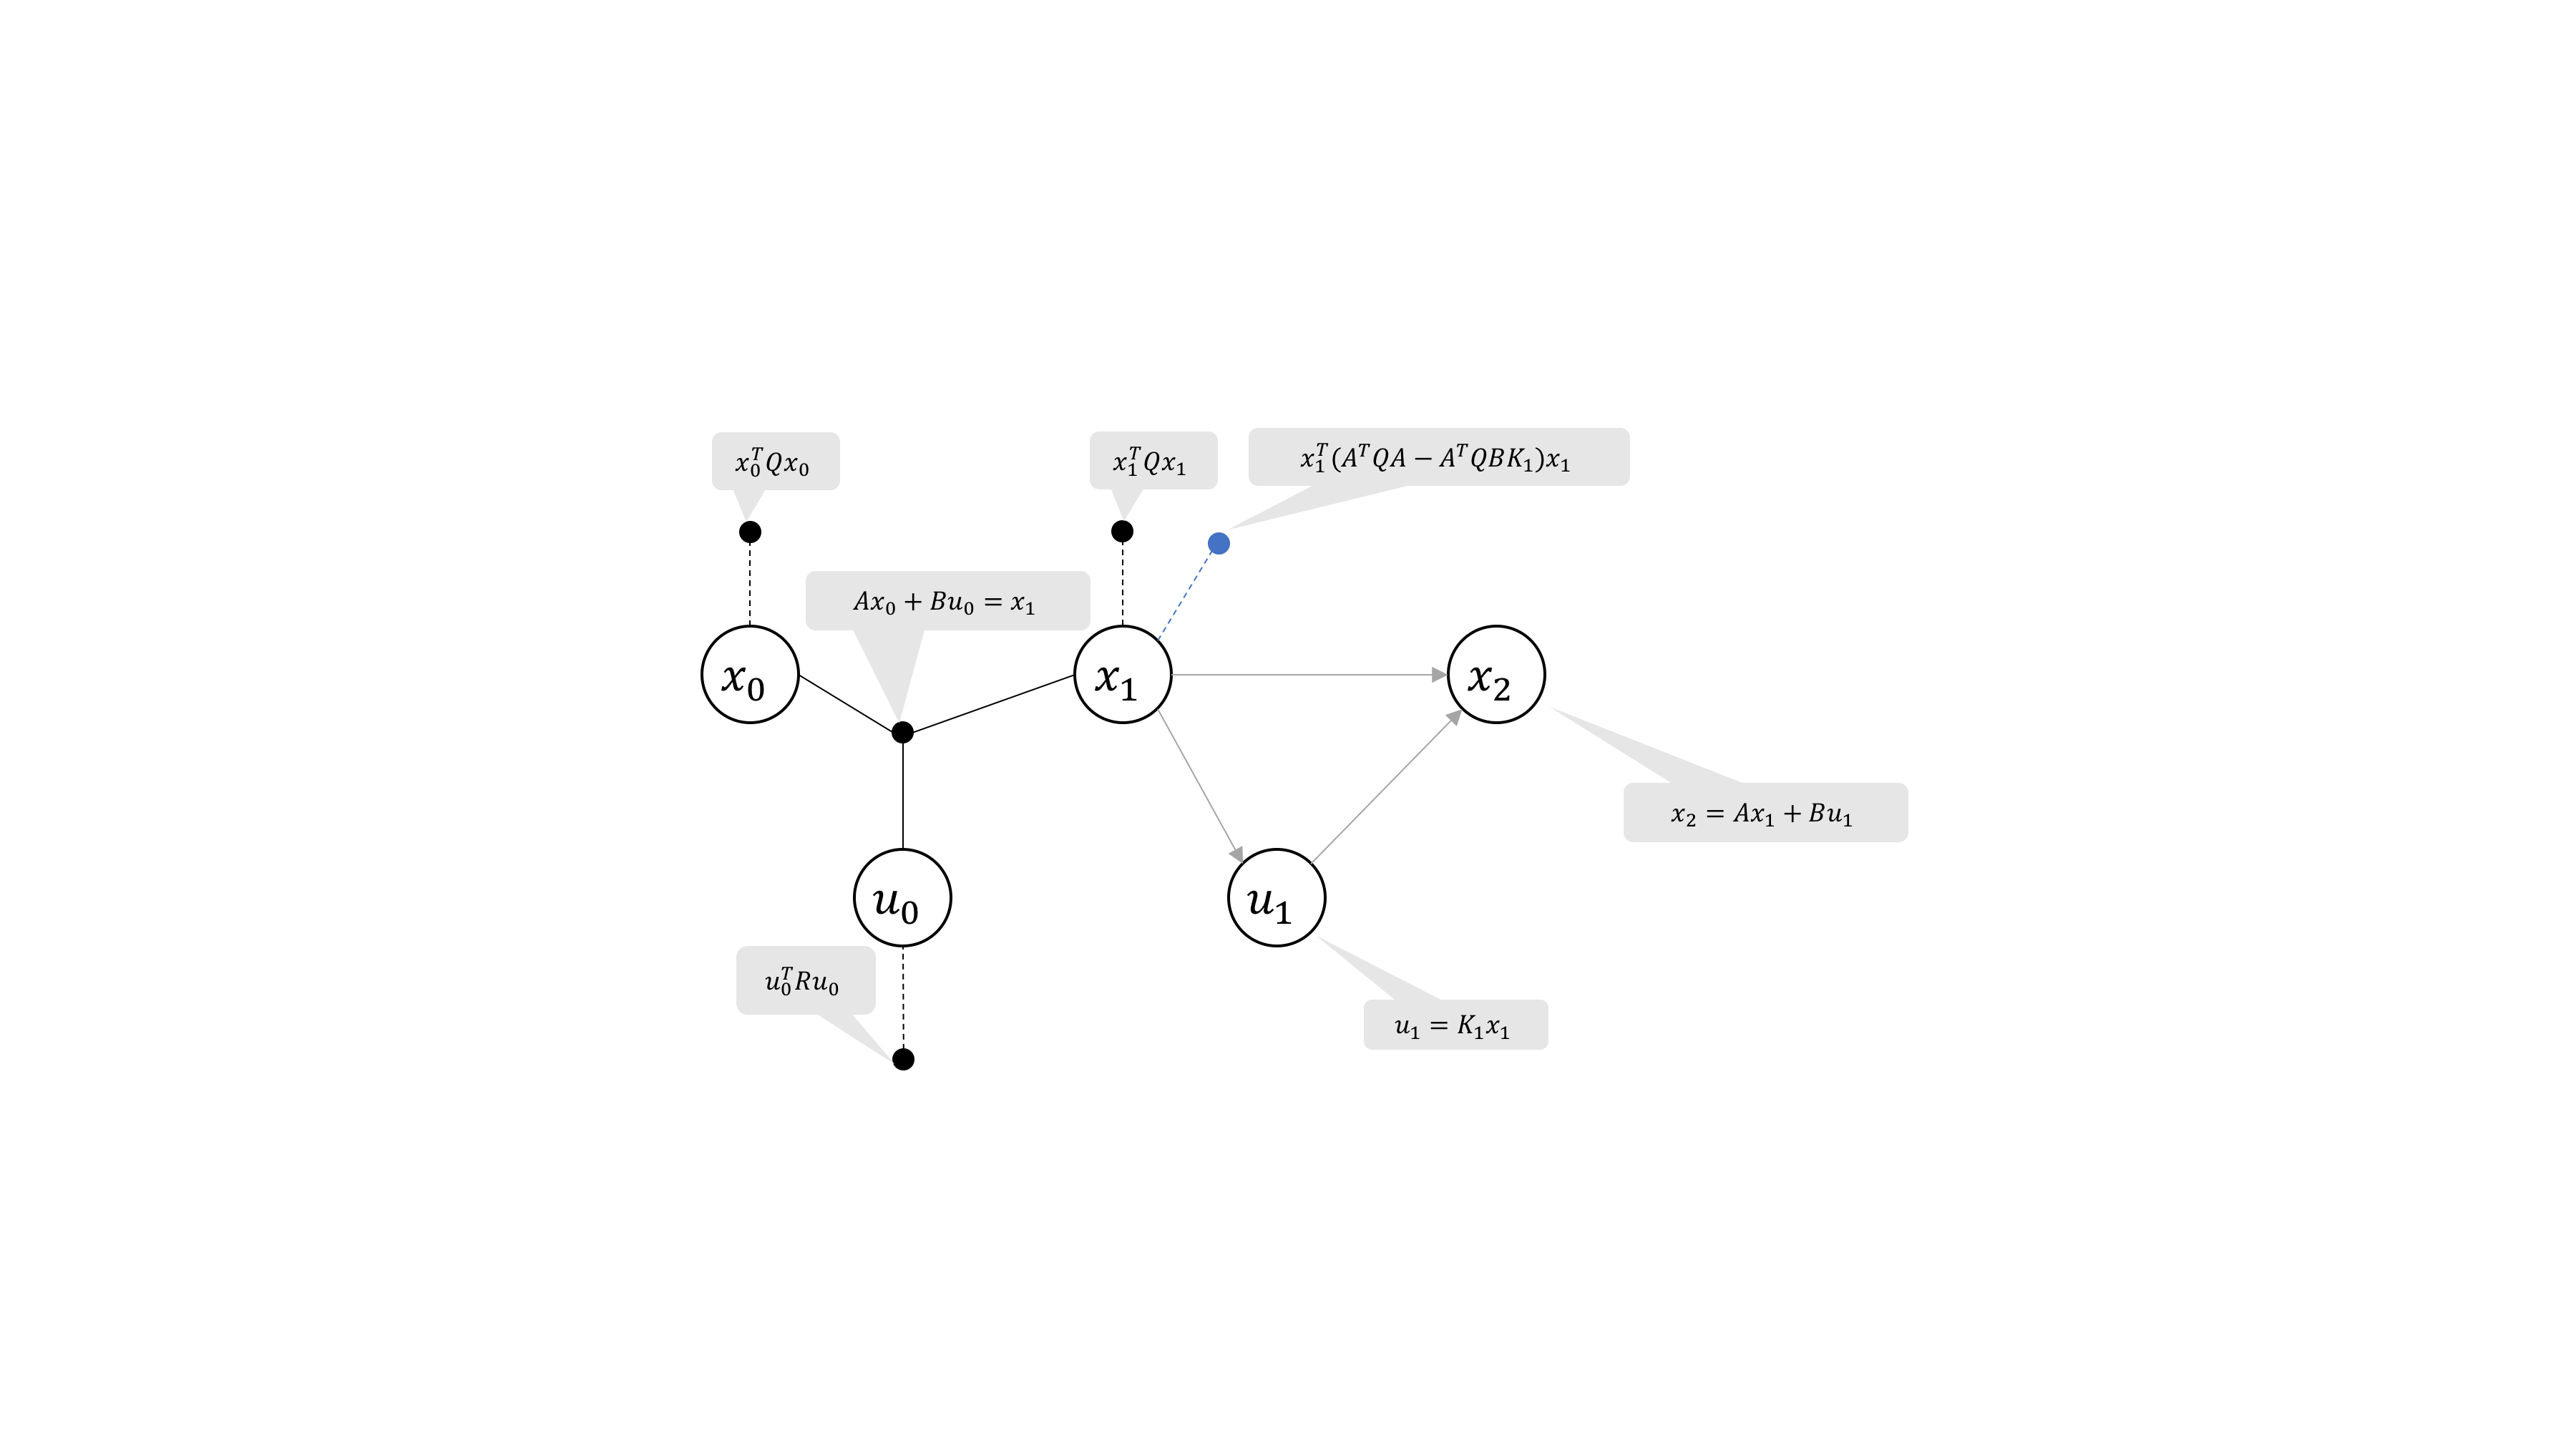 $x_0^T Q x_0$
$x_1^T Q x_1$
$x_1^T (A^T Q A - A^T Q B K_1) x_1$
$A x_0 + B u_0 = x_1$
$x_0$
$x_1$
$x_2$
$x_2 = A x_1 + B u_1$
$u_0$
$u_1$
$u_0^T R u_0$
$u_1 = K_1 x_1$